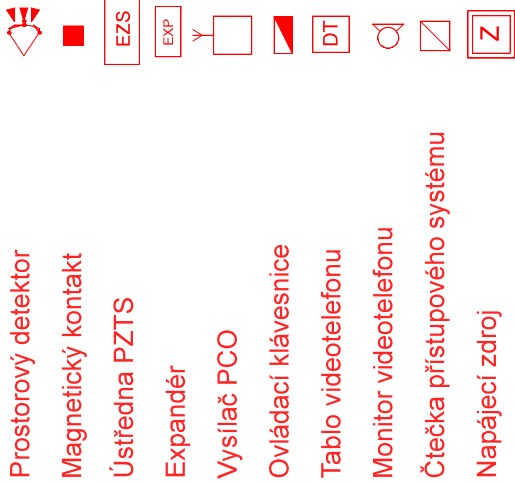 Prostorový detektor
Magnetický kontakt
EZS Ústředna PZTS
EXP Expandér
Vysílač PCO
Ovládací klávesnice
DT Tablo videotelefonu
Monitor videotelefonu
Čtečka přístupového systému
Z Napájecí zdroj